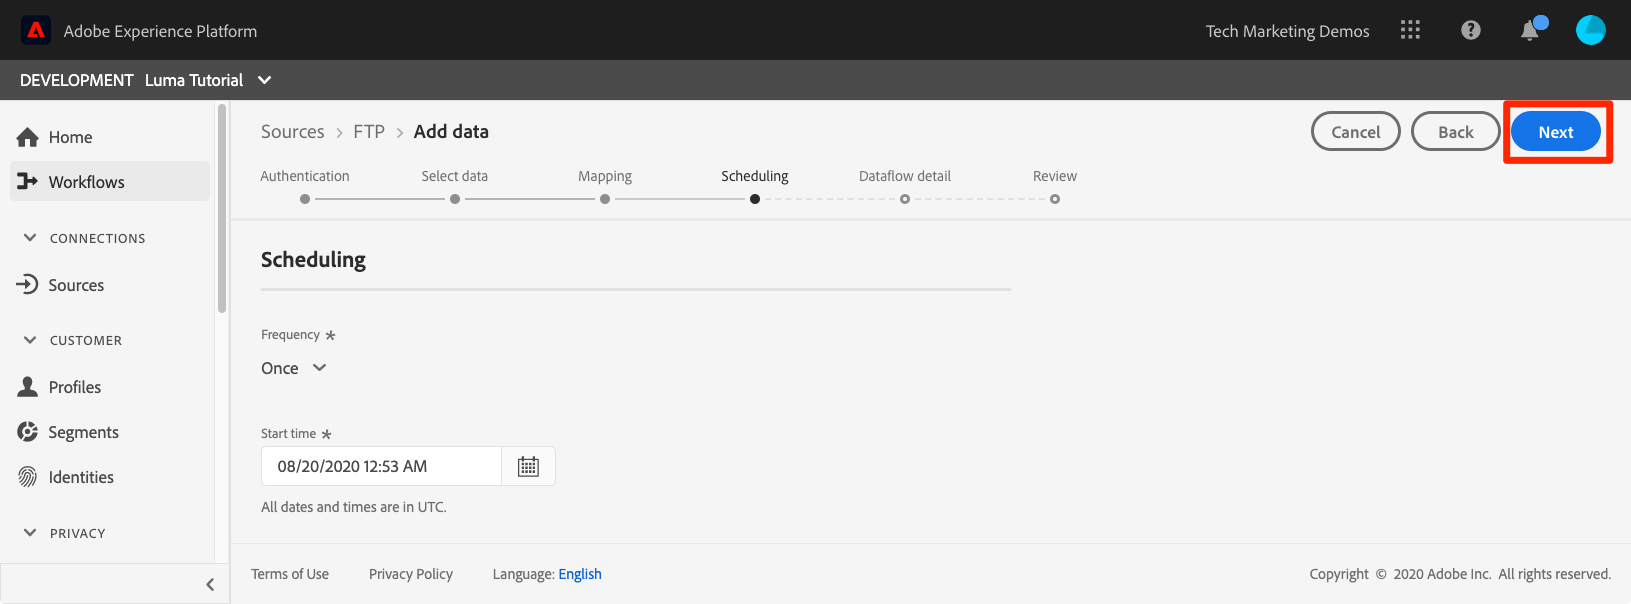 Adobe Experience Platform
Tech Marketing Demos
DEVELOPMENT Luma Tutorial
Home
Workflows
CONNECTIONS
Sources
CUSTOMER
Profiles
Segments
Identities
PRIVACY
Sources > FTP > Add data
Cancel
Back
Next
Authentication
Select data
Mapping
Scheduling
Dataflow detail
Review
Scheduling
Frequency *
Once
Start time *
08/20/2020 12:53 AM
All dates and times are in UTC.
Terms of Use
Privacy Policy
Language: English
Copyright © 2020 Adobe Inc. All rights reserved.